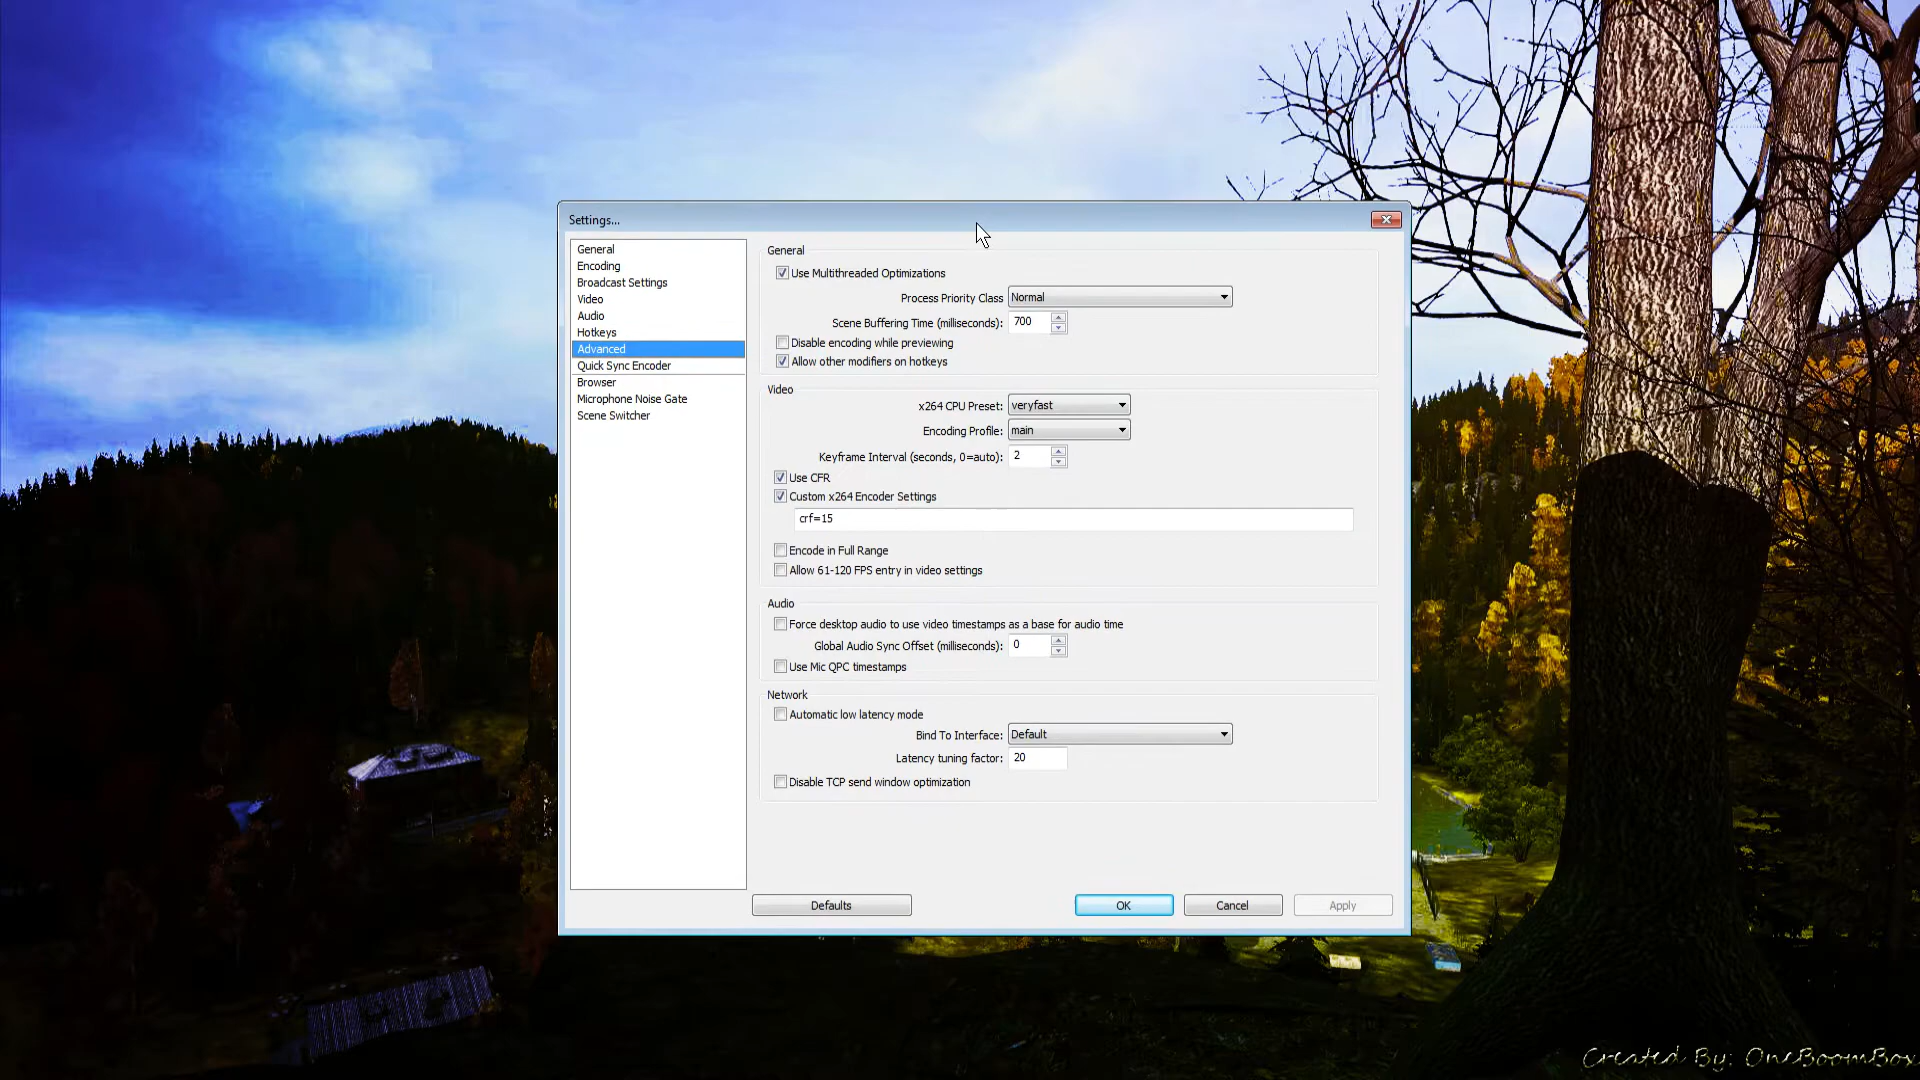 Settings...
General
Encoding
Broadcast Settings
Video
Audio
Hotkeys
Advanced
Quick Sync Encoder
Browser
Microphone Noise Gate
Scene Switcher
General
Use Multithreaded Optimizations
Process Priority Class Normal
Scene Buffering Time (milliseconds): 700
Disable encoding while previewing
Allow other modifiers on hotkeys
Video
x264 CPU Preset: veryfast
Encoding Profile: main
Keyframe Interval (seconds, 0=auto): 2
Use CFR
Custom x264 Encoder Settings
crf=15
Encode in Full Range
Allow 61-120 FPS entry in video settings
Audio
Force desktop audio to use video timestamps as a base for audio time
Global Audio Sync Offset (milliseconds): 0
Use Mic QPC timestamps
Network
Automatic low latency mode
Bind To Interface: Default
Latency tuning factor: 20
Disable TCP send window optimization
Defaults OK Cancel Apply
Created By: OneBoomBox